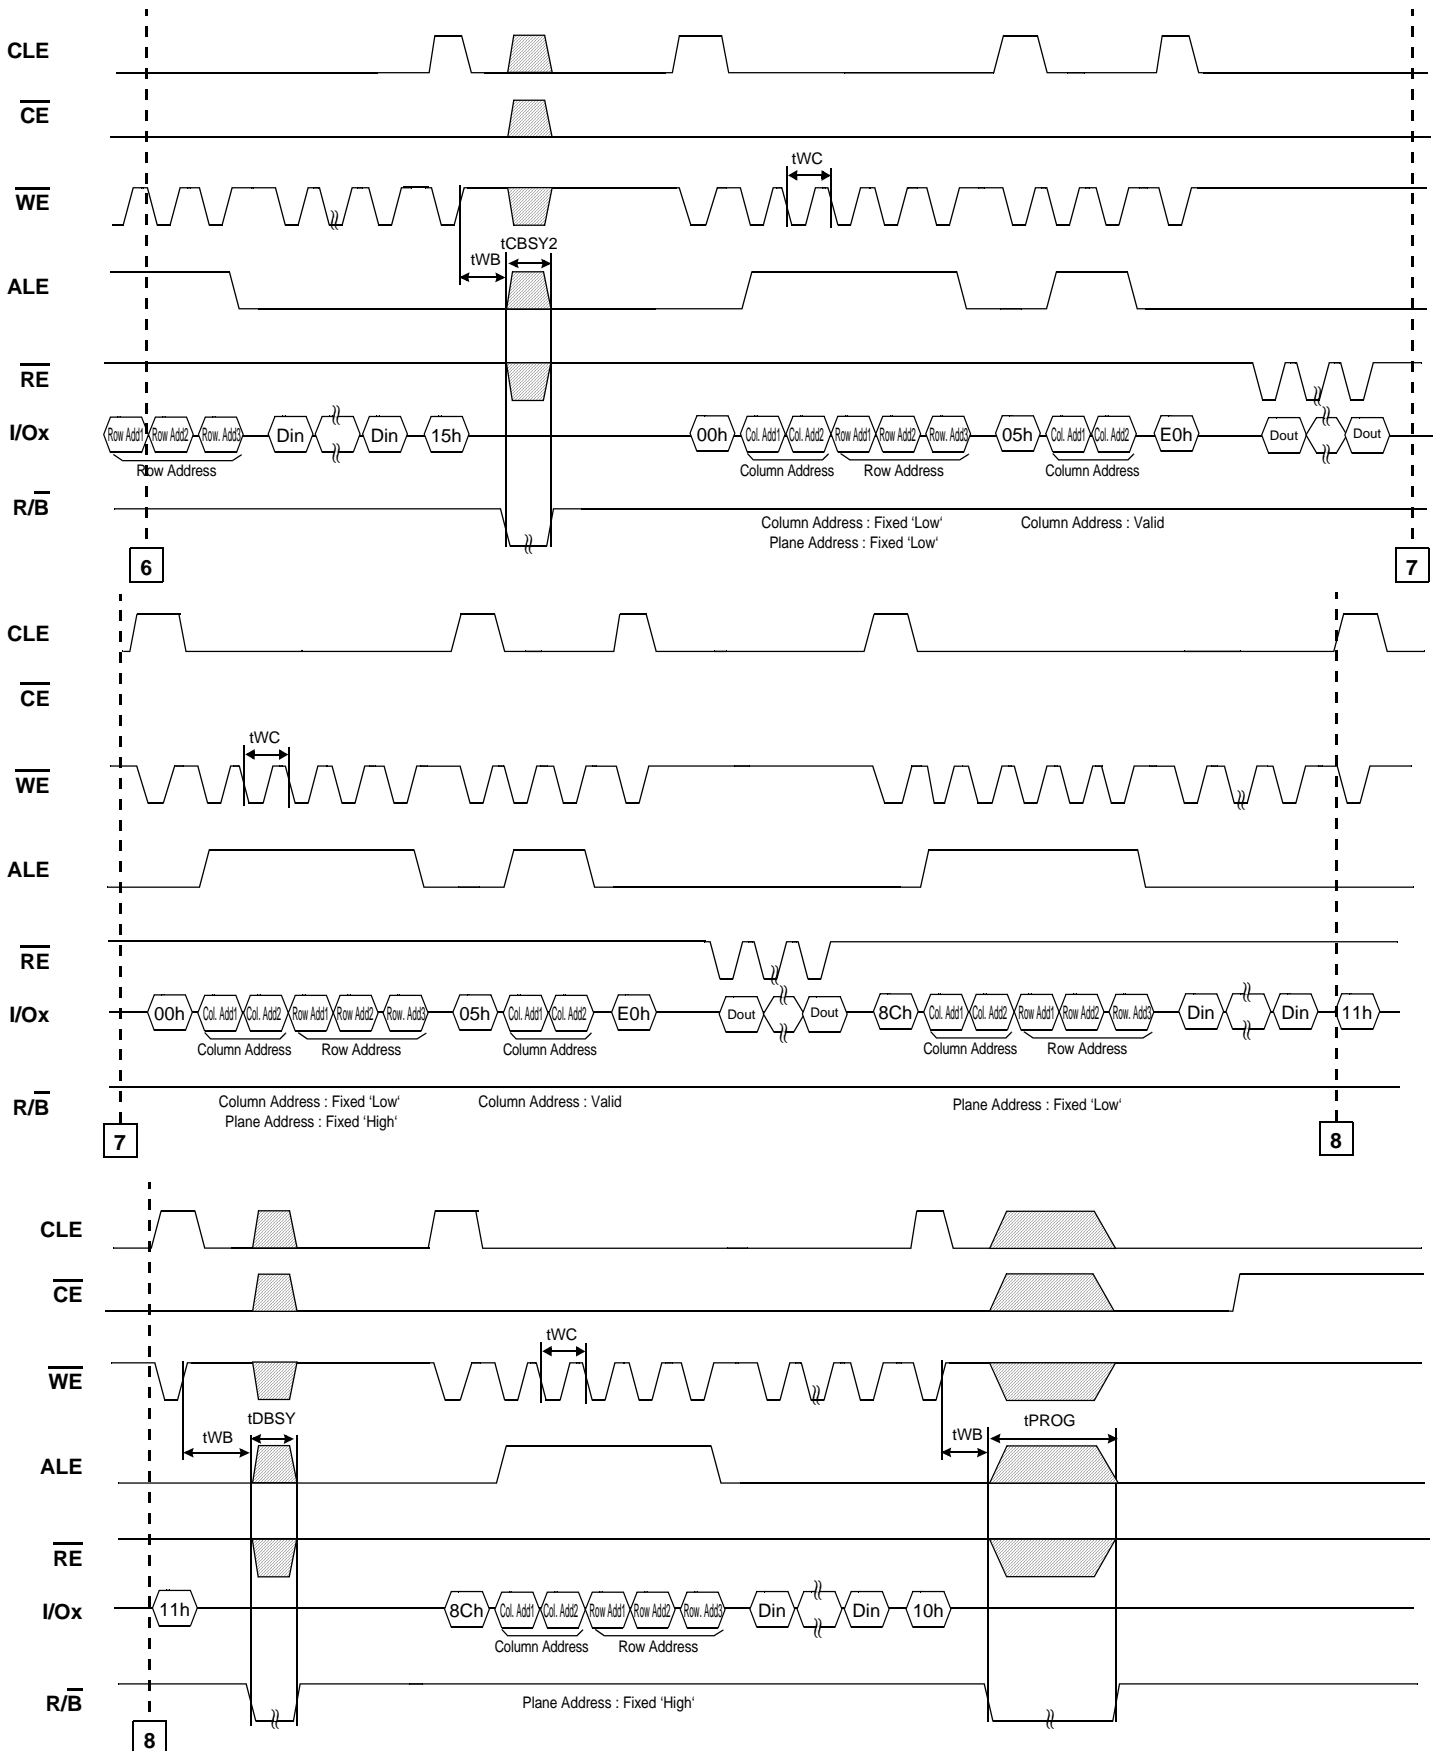 CLE
CE
tWC
WE
tCBSY2
tWB
ALE
RE
I/Ox Row Add1 Row Add2 Row. Add3 Din Din 15h 00h Col. Add1 Col. Add2 Row Add1 Row Add2 Row. Add3 05h Col. Add1 Col. Add2 E0h Dout Dout
Row Address Column Address Row Address Column Address
R/B
Column Address : Fixed ‘Low‘ Column Address : Valid
Plane Address : Fixed ‘Low‘
6 7
CLE
CE
tWC
WE
ALE
RE
I/Ox 00h Col. Add1 Col. Add2 Row Add1 Row Add2 Row. Add3 05h Col. Add1 Col. Add2 E0h Dout Dout 8Ch Col. Add1 Col. Add2 Row Add1 Row Add2 Row. Add3 Din Din 11h
Column Address Row Address Column Address Column Address Row Address
R/B
Column Address : Fixed ‘Low‘ Column Address : Valid Plane Address : Fixed ‘Low‘
Plane Address : Fixed ‘High‘
7 8
CLE
CE
tWC
WE
tDBSY tPROG
tWB tWB
ALE
RE
I/Ox 11h 8Ch Col. Add1 Col. Add2 Row Add1 Row Add2 Row. Add3 Din Din 10h
Column Address Row Address
R/B Plane Address : Fixed ‘High‘
8